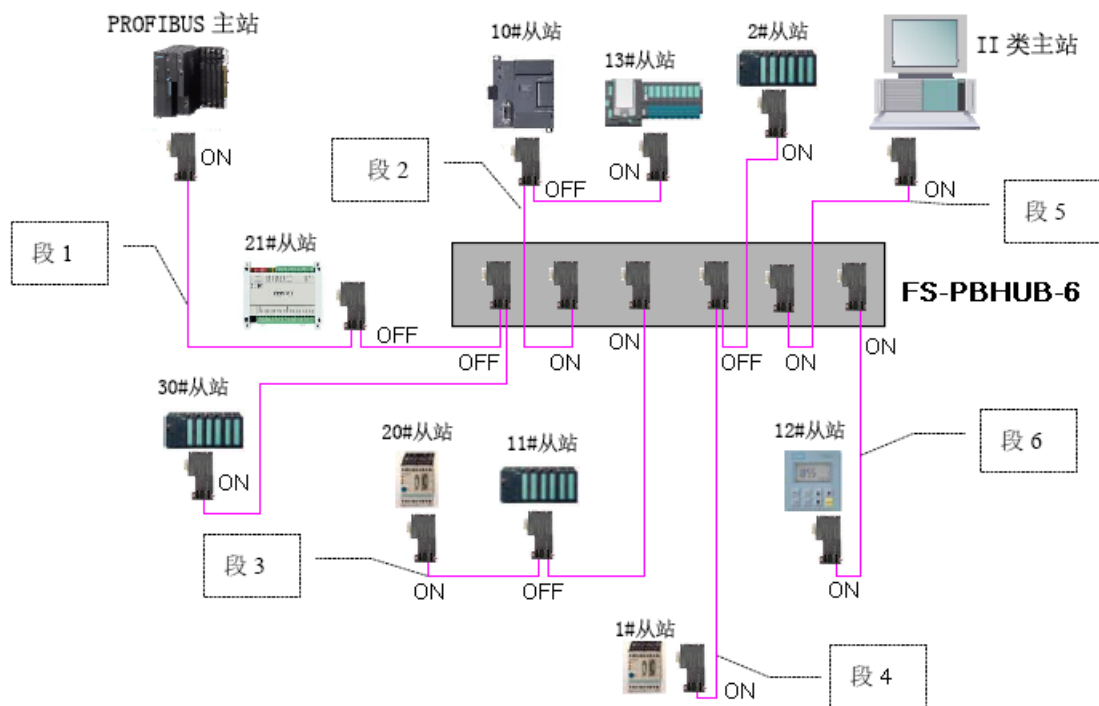 PROFIBUS 主站
10#从站
13#从站
2#从站
II 类主站
ON
段 2
OFF
ON
ON
ON
段 5
段 1
21#从站
FS-PBHUB-6
OFF
OFF
ON
ON
OFF
ON
ON
30#从站
ON
20#从站
11#从站
12#从站
段 6
段 3
ON
OFF
ON
1#从站
ON
段 4